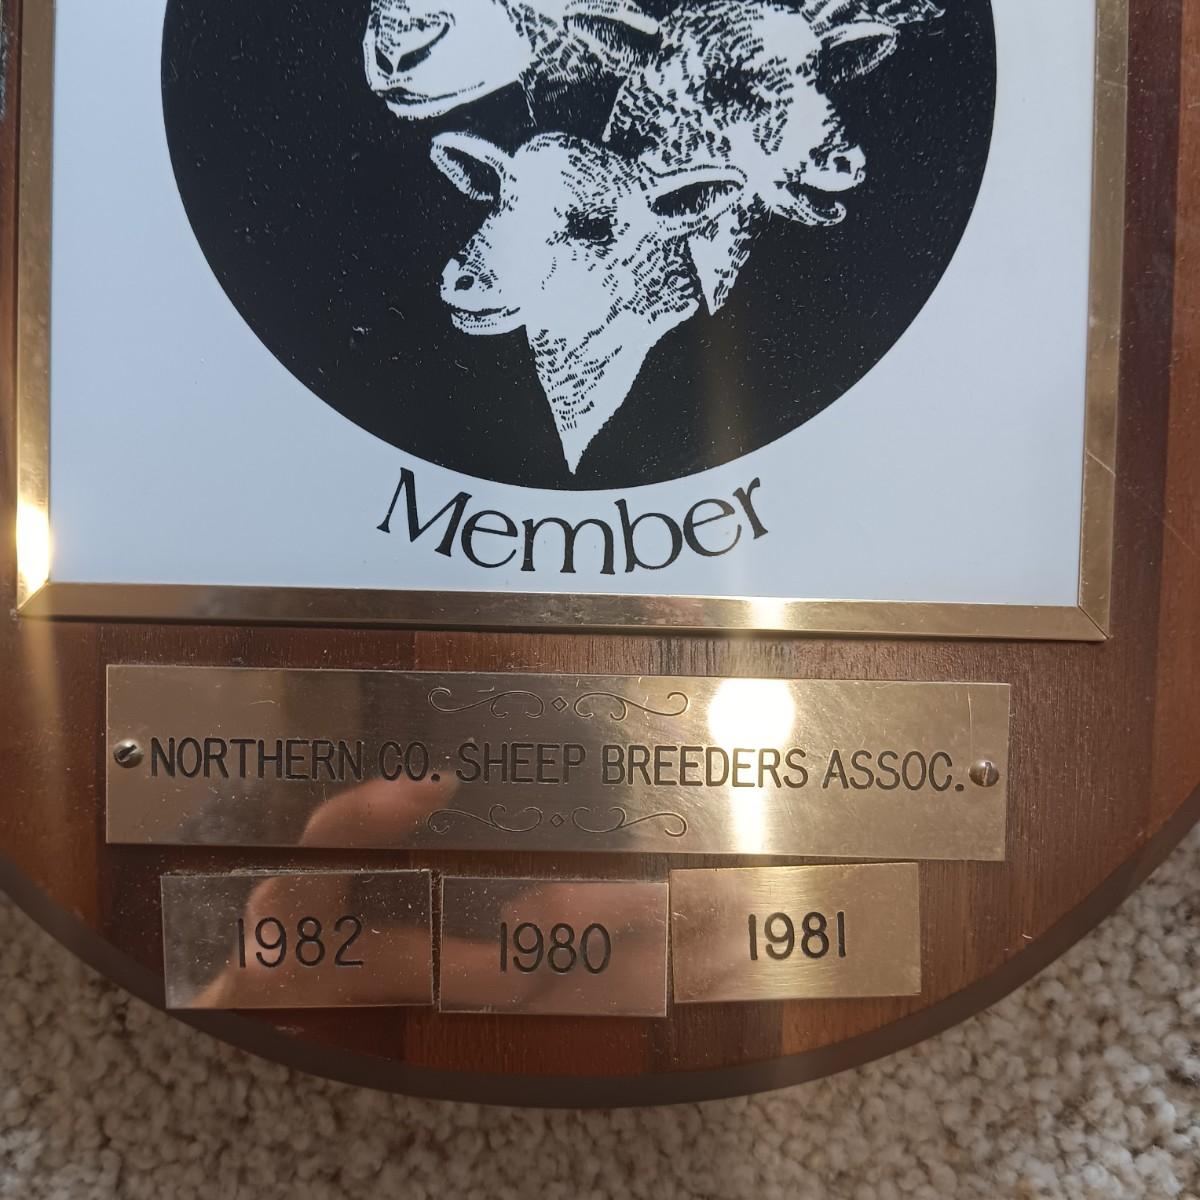 Member
NORTHERN CO. SHEEP BREEDERS ASSOC.
1982 1980 1981